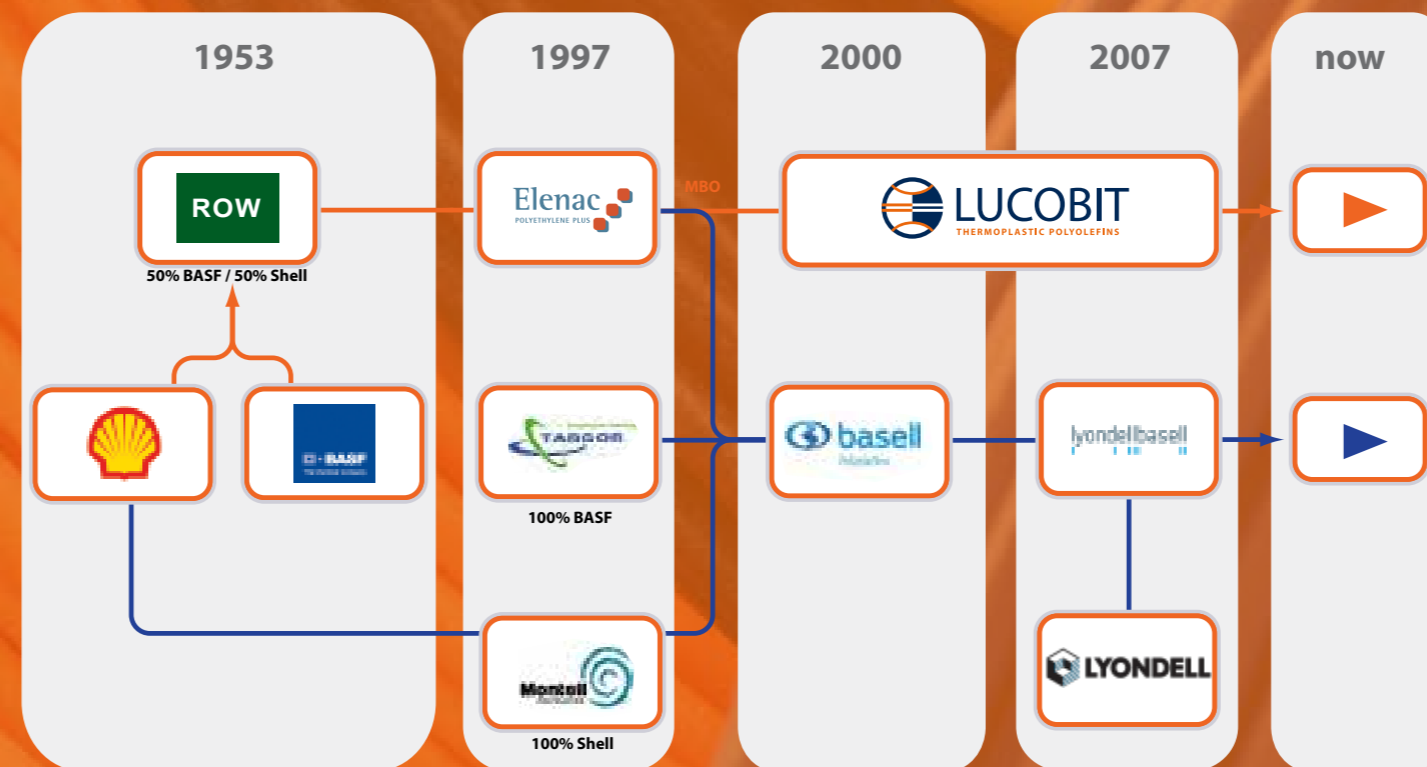 1953
1997
2000
2007
now
ROW
50% BASF / 50% Shell
Elenac
POLYETHYLENE PLUS
MBO
LUCOBIT
THERMOPLASTIC POLYOLEFINS
BASF
TARGOR
100% BASF
basell
lyondellbasell
Montell
100% Shell
LYONDELL